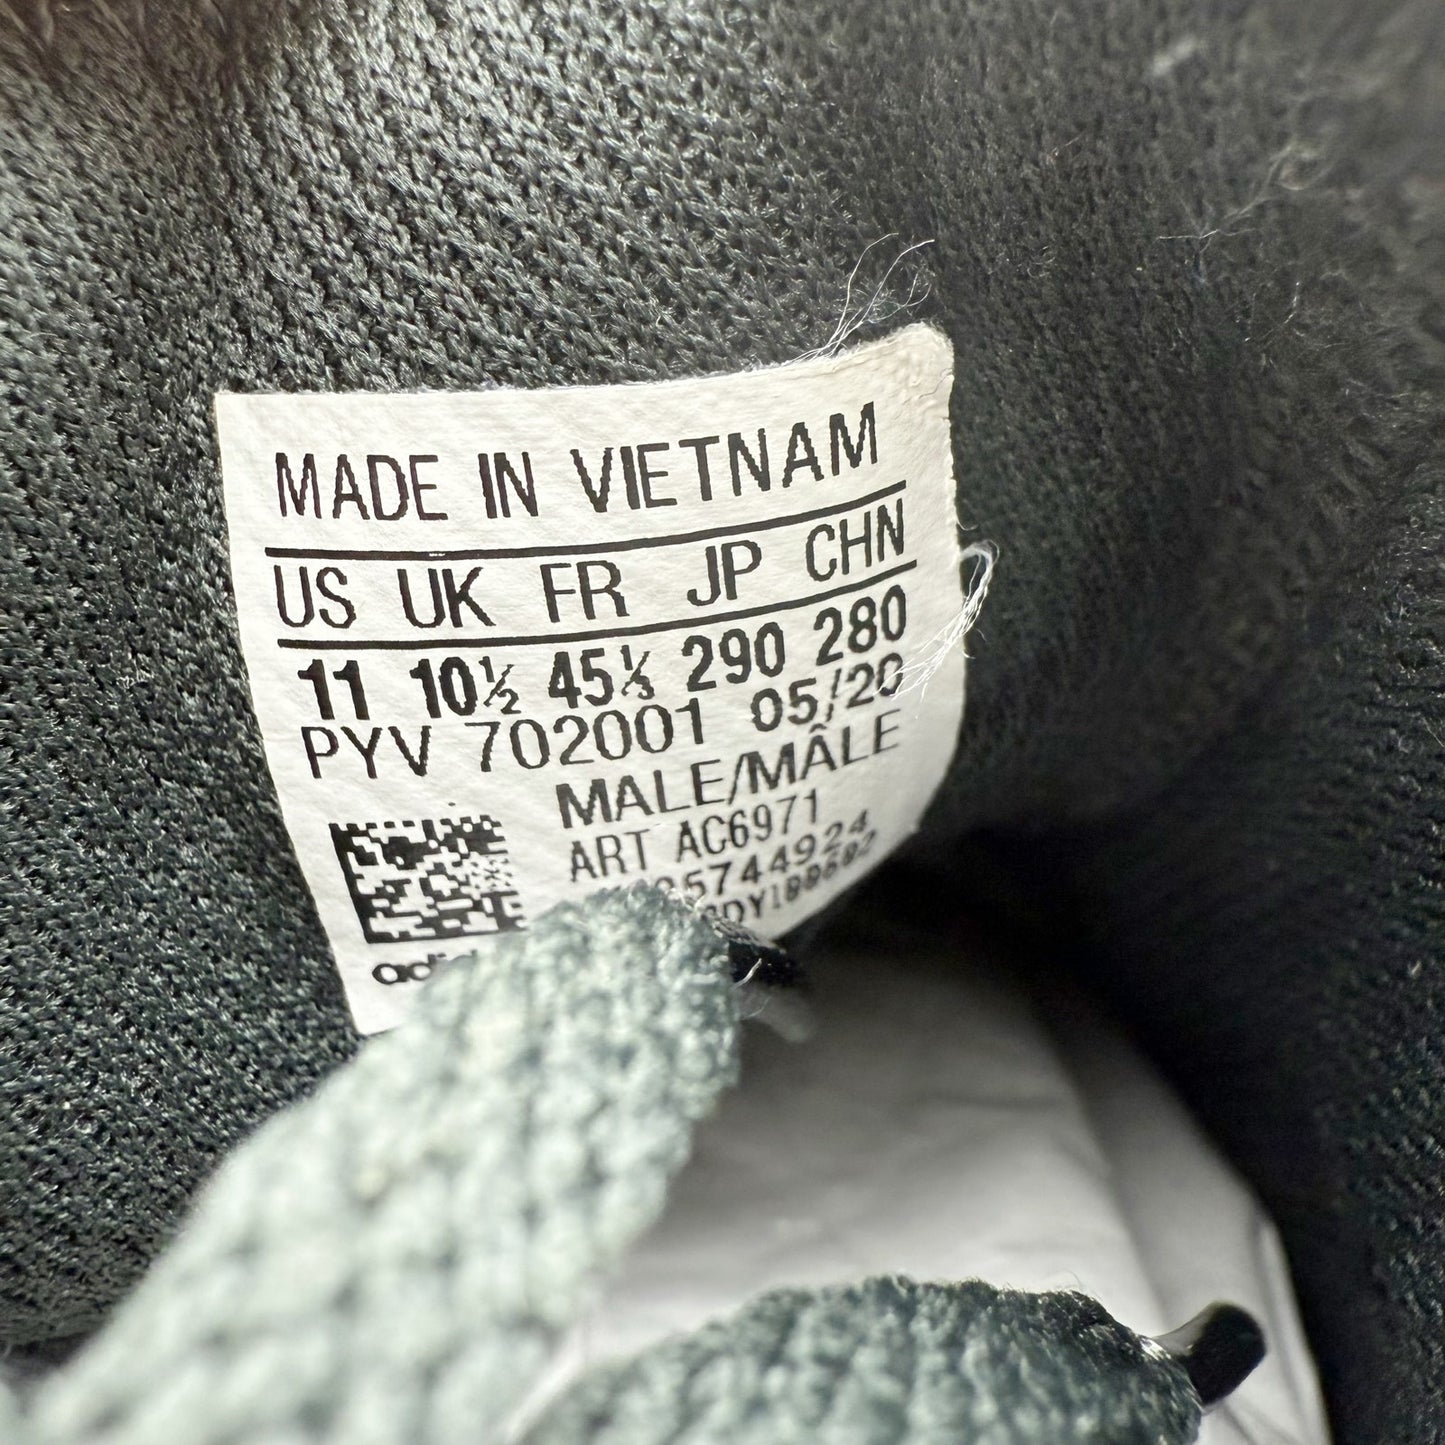 MADE IN VIETNAM
US UK FR JP CHN
11 10½ 45⅓ 290 280
PYV 702001 05/20
MALE/MÂLE
ART AC6971